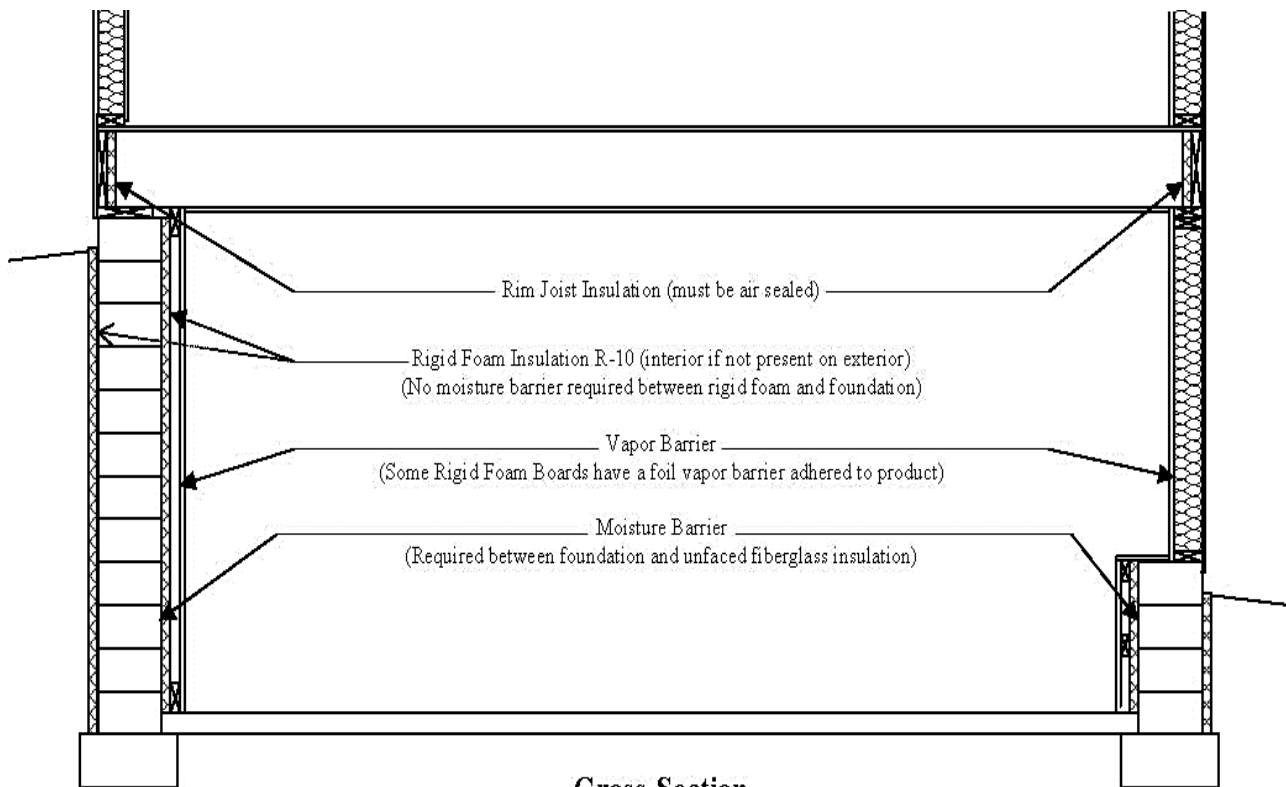 Rim Joist Insulation (must be air sealed)
Rigid Foam Insulation R-10 (interior if not present on exterior)
(No moisture barrier required between rigid foam and foundation)
Vapor Barrier
(Some Rigid Foam Boards have a foil vapor barrier adhered to product)
Moisture Barrier
(Required between foundation and unfaced fiberglass insulation)
Cross Section